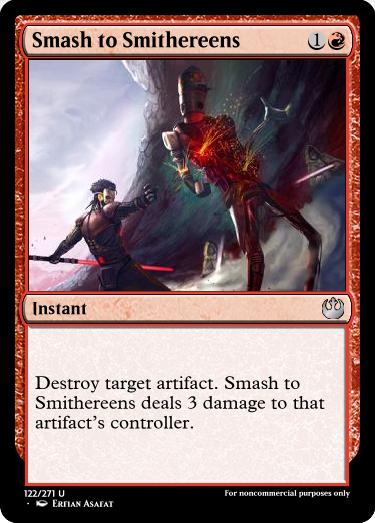 Smash to Smithereens 1
Instant
Destroy target artifact. Smash to
Smithereens deals 3 damage to that
artifact's controller.
122/271 U For noncommercial purposes only
· Erfian Asafat